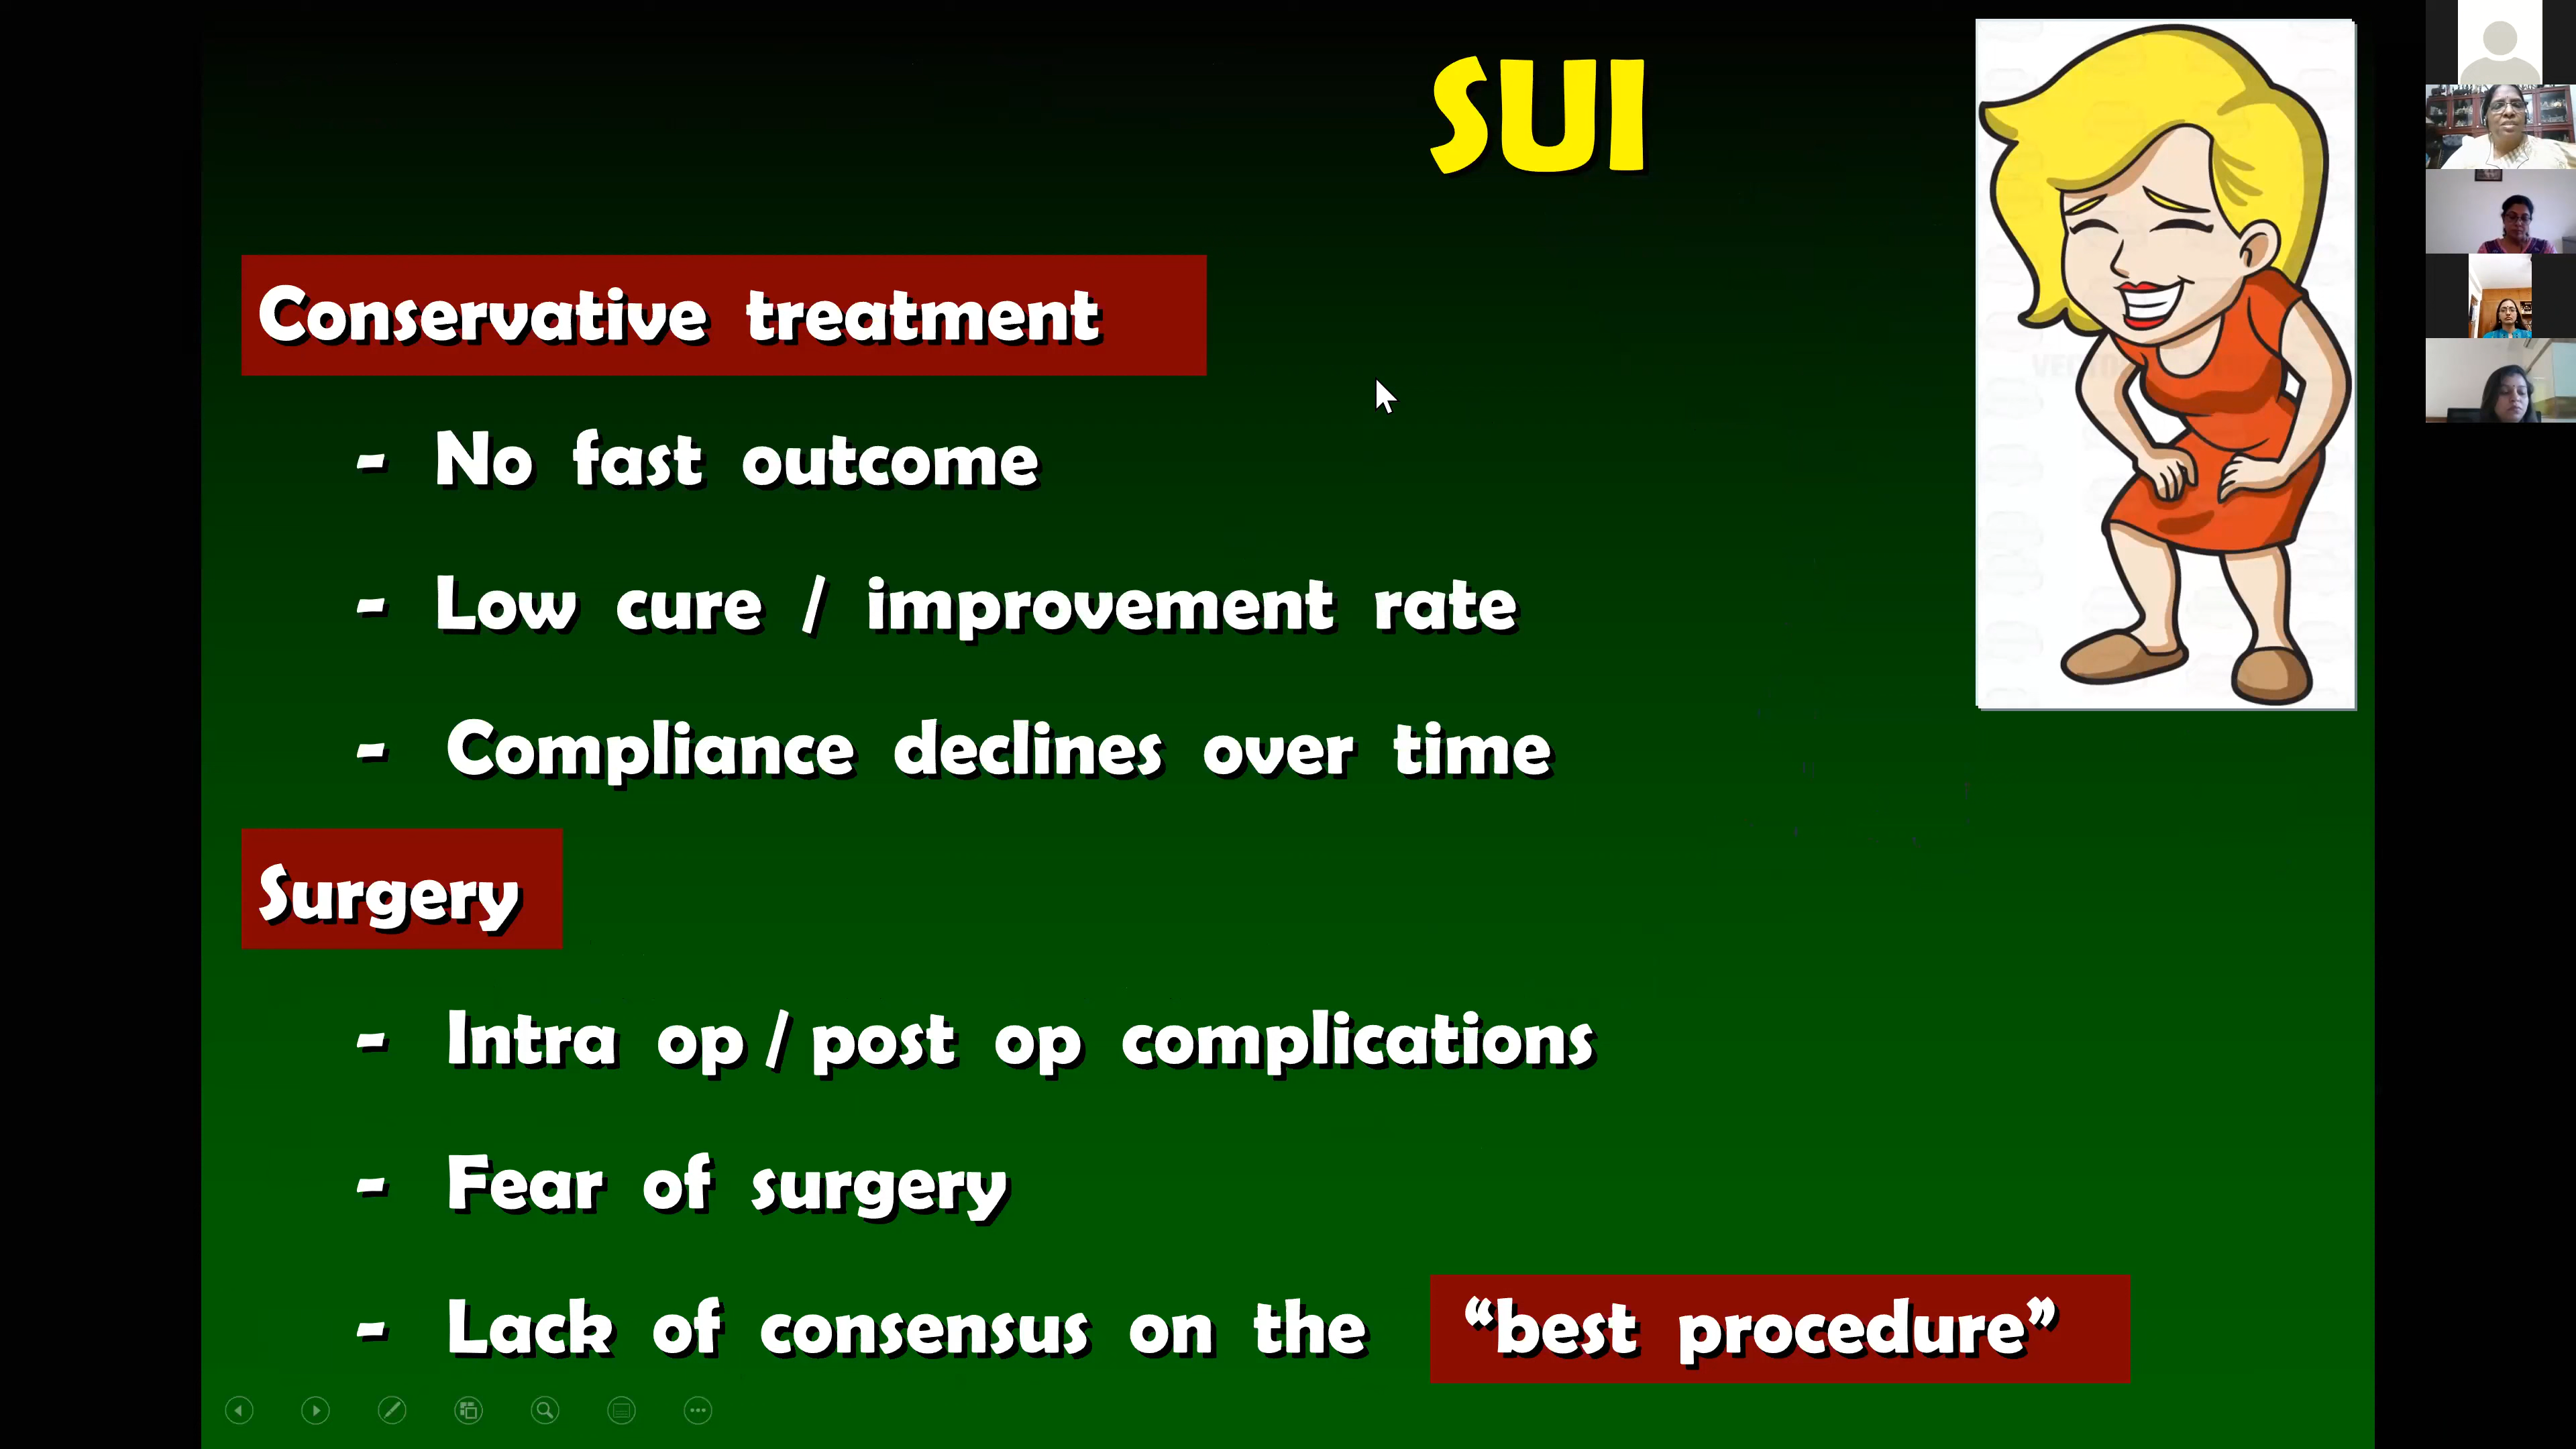 SUI
Conservative treatment
- No fast outcome
- Low cure / improvement rate
- Compliance declines over time
Surgery
- Intra op / post op complications
- Fear of surgery
- Lack of consensus on the “best procedure”